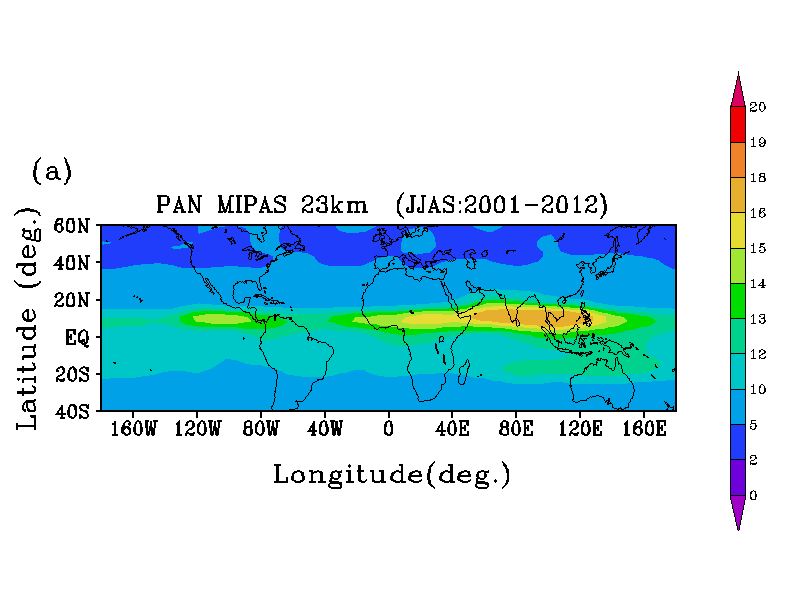 (a)
PAN MIPAS 23km (JJAS:2001-2012)
Latitude (deg.)
60N
40N
20N
EQ
20S
40S
160W 120W 80W 40W 0 40E 80E 120E 160E
Longitude(deg.)
20
19
18
16
15
14
13
12
10
5
2
0